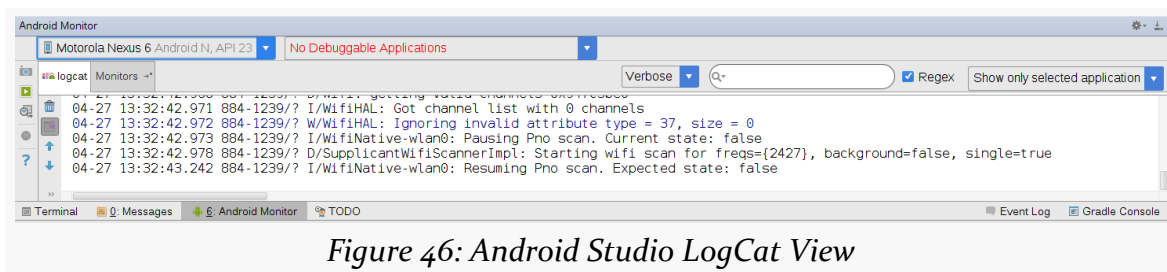 Android Monitor
Motorola Nexus 6 Android N, API 23 No Debuggable Applications
logcat Monitors Verbose Regex Show only selected application
04-27 13:32:42.971 884-1239/? I/WifiHAL: Got channel list with 0 channels
04-27 13:32:42.972 884-1239/? W/WifiHAL: Ignoring invalid attribute type = 37, size = 0
04-27 13:32:42.973 884-1239/? I/WifiNative-wlan0: Pausing Pno scan. Current state: false
04-27 13:32:42.978 884-1239/? D/SupplicantWifiScannerImpl: Starting wifi scan for freqs={2427}, background=false, single=true
04-27 13:32:43.242 884-1239/? I/WifiNative-wlan0: Resuming Pno scan. Expected state: false
Terminal 0: Messages 6: Android Monitor TODO Event Log Gradle Console
Figure 46: Android Studio LogCat View